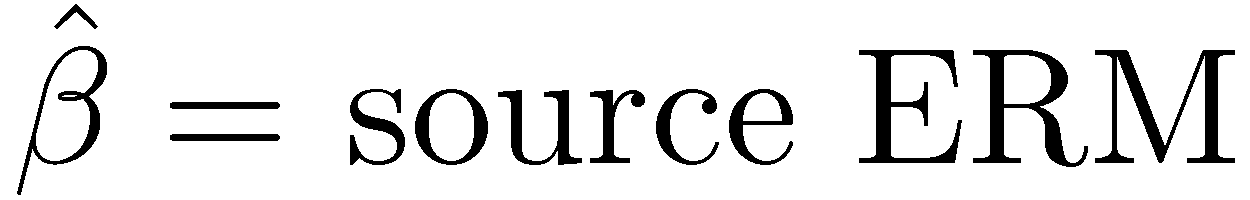 β̂ = source ERM